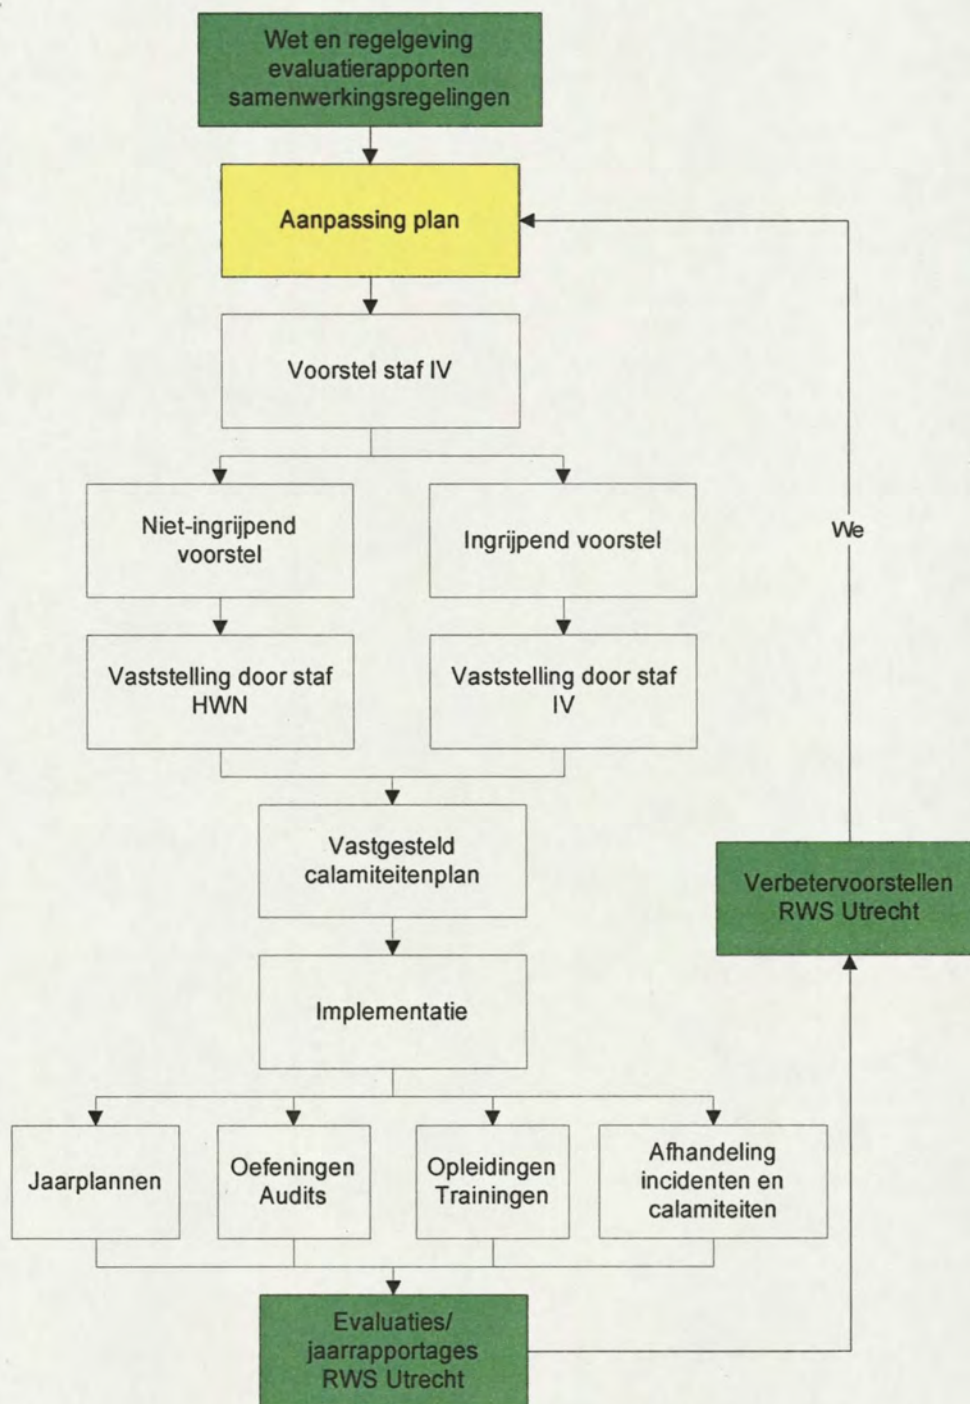 Wet en regelgeving
evaluatierapporten
samenwerkingsregelingen
Aanpassing plan
Voorstel staf IV
Niet-ingrijpend
voorstel
Ingrijpend voorstel
We
Vaststelling door staf
HWN
Vaststelling door staf
IV
Vastgesteld
calamiteitenplan
Verbetervoorstellen
RWS Utrecht
Implementatie
Jaarplannen
Oefeningen
Audits
Opleidingen
Trainingen
Afhandeling
incidenten en
calamiteiten
Evaluaties/
jaarrapportages
RWS Utrecht